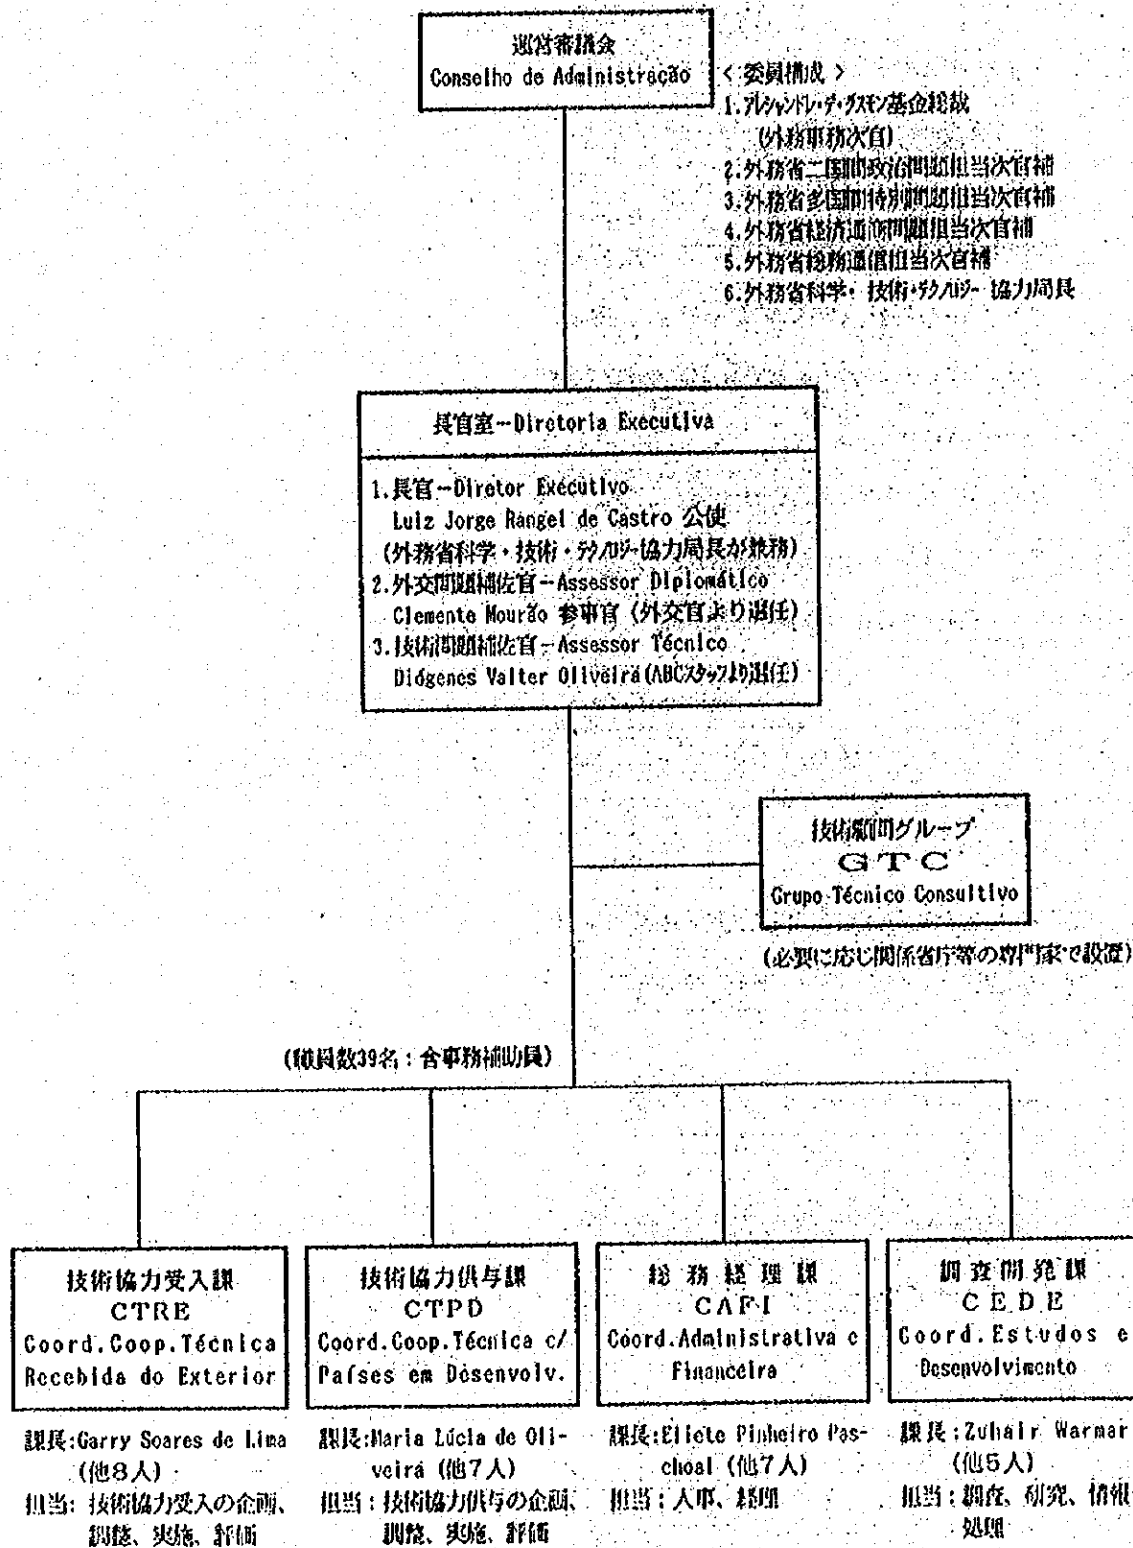 運営審議会
Conselho de Administração
< 委員構成 >
1.アレシャンドレ・デ・グスモン基金総裁
(外務事務次官)
2.外務省二国間政治問題担当次官補
3.外務省多国間特別問題担当次官補
4.外務省経済通商問題担当次官補
5.外務省総務通信担当次官補
6.外務省科学・技術・テクノロジー協力局長
長官室-Diretoria Executiva
1.長官-Diretor Executivo
Luiz Jorge Rangel de Castro 公使
(外務省科学・技術・テクノロジー協力局長が兼務)
2.外交問題補佐官-Assessor Diplomático
Clemente Mourão 参事官 (外交官より選任)
3.技術問題補佐官-Assessor Técnico
Diógenes Valter Oliveira(ABCスタッフより選任)
技術顧問グループ
GTC
Grupo Técnico Consultivo
(必要に応じ関係省庁等の専門家で設置)
(職員数39名:含事務補助員)
技術協力受入課
CTRE
Coord.Coop.Técnica
Recebida do Exterior
課長:Garry Soares de Lima
(他8人)
担当: 技術協力受入の企画、
調整、実施、評価
技術協力供与課
CTPD
Coord.Coop.Técnica c/
Países em Desenvolv.
課長:Maria Lúcia de Oli-
veira (他7人)
担当:技術協力供与の企画、
調整、実施、評価
総務経理課
CAFI
Coord.Administrativa e
Financeira
課長:Eliete Pinheiro Pas-
choal (他7人)
担当:人事、経理
調査開発課
CEDE
Coord.Estudos e
Desenvolvimento
課長:Zuhair Warmar
(他5人)
担当:調査、研究、情報
処理